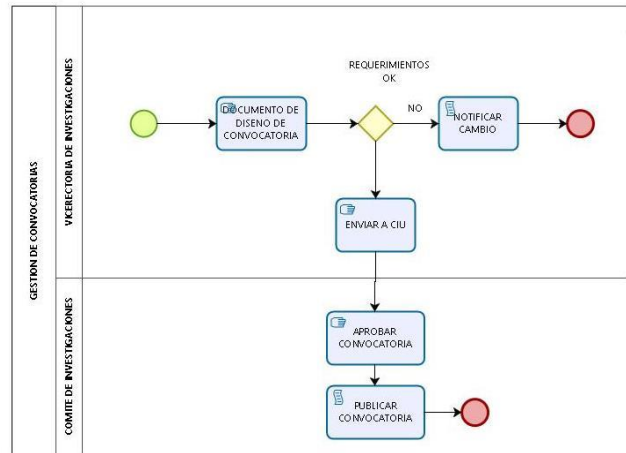 GESTION DE CONVOCATORIAS
VICERECTORIA DE INVESTIGACIONES
DOCUMENTO DE
DISENO DE
CONVOCATORIA
REQUERIMIENTOS
OK
NO
NOTIFICAR
CAMBIO
ENVIAR A CIU
COMITE DE INVESTIGACIONES
APROBAR
CONVOCATORIA
PUBLICAR
CONVOCATORIA